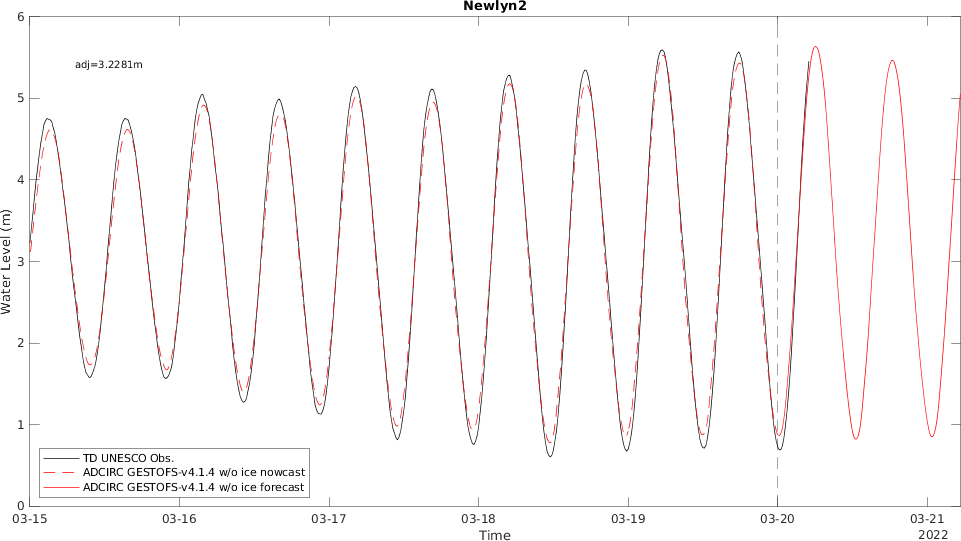 Newlyn2
6
5
4
3
2
1
0
Water Level (m)
adj=3.2281m
TD UNESCO Obs.
ADCIRC GESTOFS-v4.1.4 w/o ice nowcast
ADCIRC GESTOFS-v4.1.4 w/o ice forecast
03-15 03-16 03-17 03-18 03-19 03-20 03-21
Time
2022